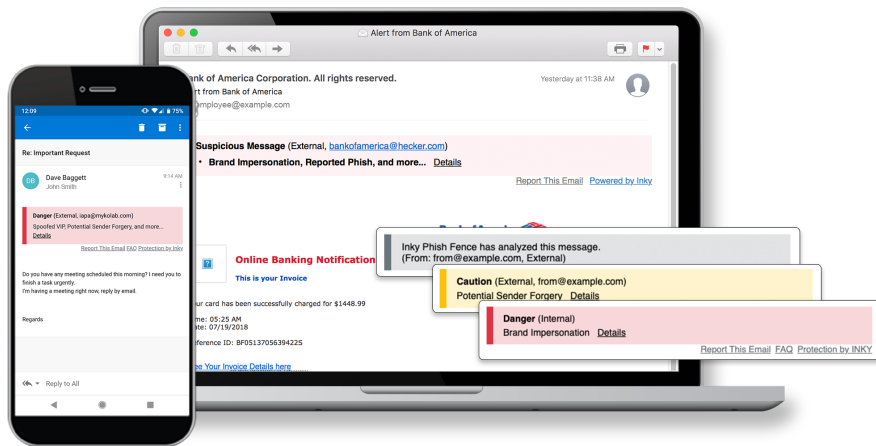 12:09
75%
Re: Important Request
DB
Dave Baggett
9:14 AM
John Smith
Danger (External, iapa@mykolab.com)
Spoofed VIP, Potential Sender Forgery, and more...
Details
Report This Email FAQ Protection by Inky
Do you have any meeting scheduled this morning? I need you to
finish a task urgently.
I'm having a meeting right now, reply by email.
Regards
Reply to All
Alert from Bank of America
nk of America Corporation. All rights reserved.
Yesterday at 11:38 AM
rt from Bank of America
mployee@example.com
Suspicious Message (External, bankofamerica@hecker.com)
• Brand Impersonation, Reported Phish, and more... Details
Report This Email Powered by Inky
Online Banking Notification
This is your Invoice
ur card has been successfully charged for $1448.99
me: 05:25 AM
ate: 07/19/2018
eference ID: BF05137056394225
ee Your Invoice Details here
Inky Phish Fence has analyzed this message.
(From: from@example.com, External)
Caution (External, from@example.com)
Potential Sender Forgery Details
Danger (Internal)
Brand Impersonation Details
Report This Email FAQ Protection by INKY